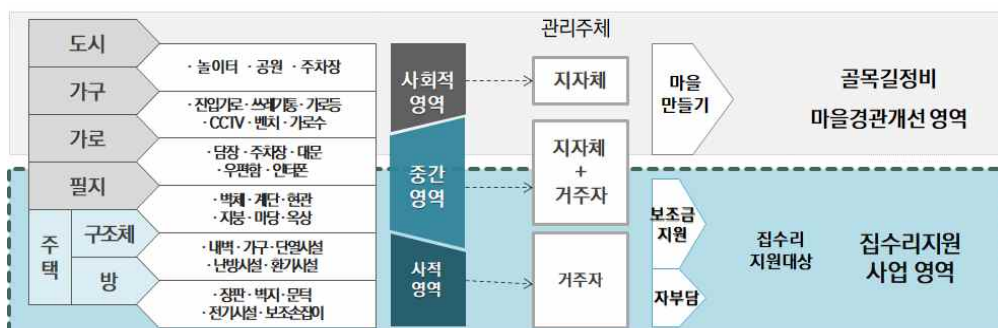 관리주체
도시
가구
가로
필지
주택
구조체
방
· 놀이터 · 공원 · 주차장
· 진입가로 · 쓰레기통 · 가로등
· CCTV · 벤치 · 가로수
· 담장 · 주차장 · 대문
· 우편함 · 인터폰
· 벽체 · 계단 · 현관
· 지붕 · 마당 · 옥상
· 내벽 · 가구 · 단열시설
· 난방시설 · 환기시설
· 장판 · 벽지 · 문턱
· 전기시설 · 보조손잡이
사회적
영역
중간
영역
사적
영역
지자체
지자체
+
거주자
거주자
마을
만들기
보조금
지원
자부담
골목길정비
마을경관개선 영역
집수리
지원대상
집수리지원
사업 영역